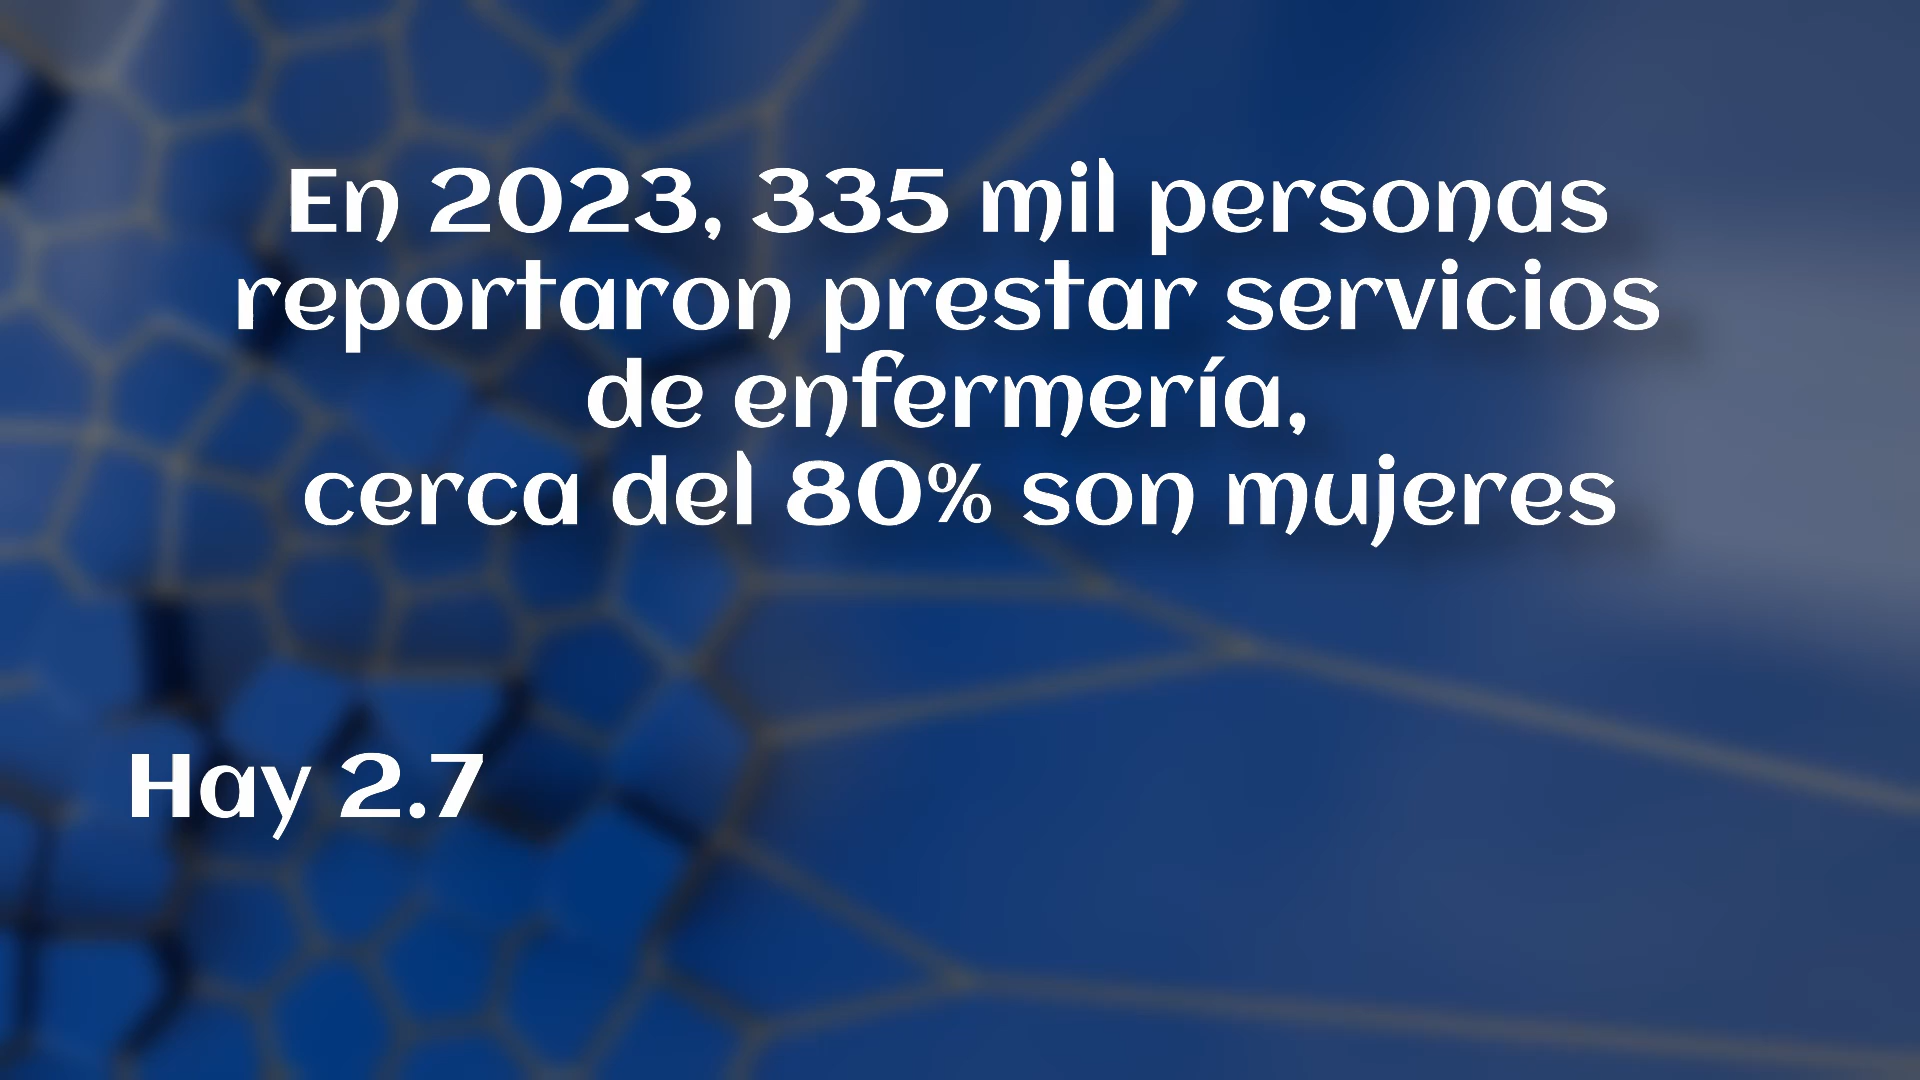 En 2023, 335 mil personas
reportaron prestar servicios
de enfermería,
cerca del 80% son mujeres
Hay 2.7